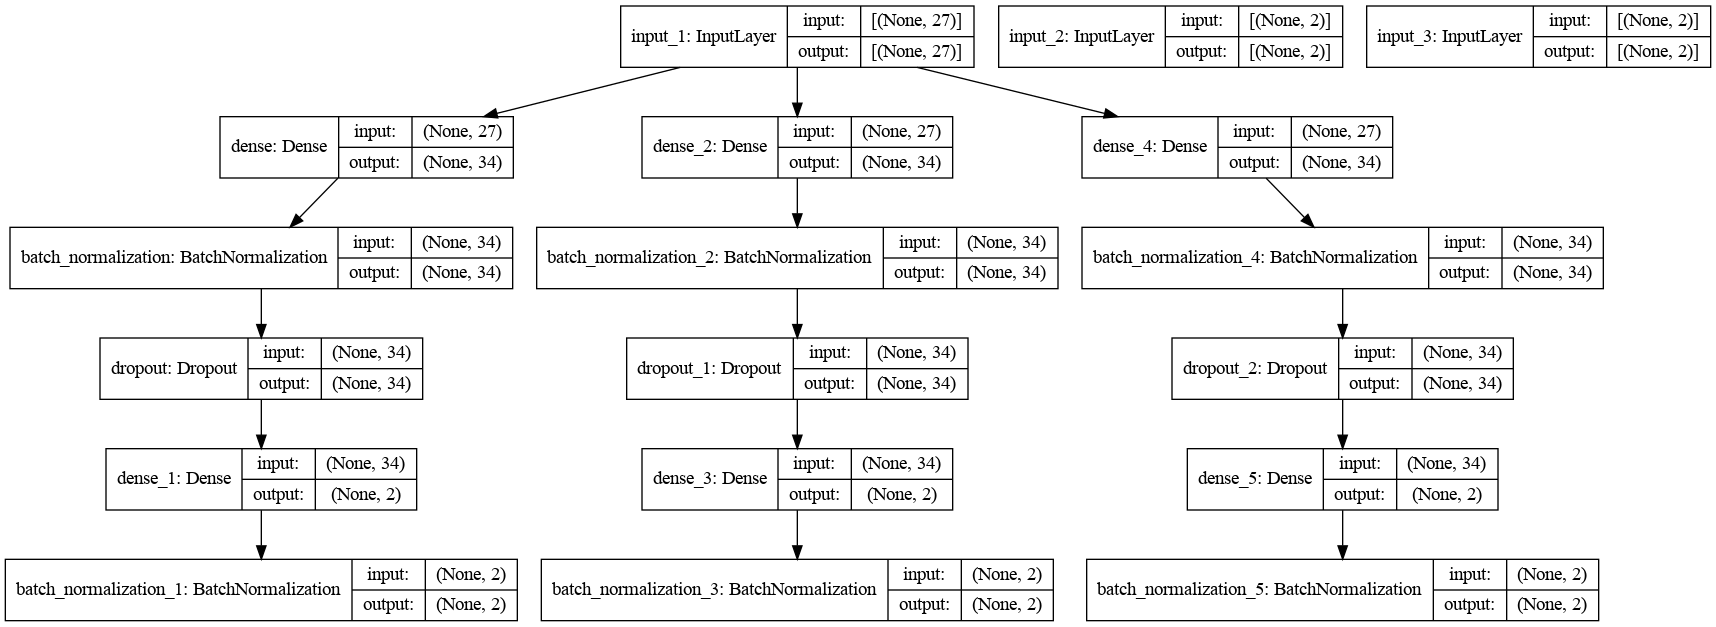 input_1: InputLayer
input: [(None, 27)]
output: [(None, 27)]
input_2: InputLayer
input: [(None, 2)]
output: [(None, 2)]
input_3: InputLayer
input: [(None, 2)]
output: [(None, 2)]
dense: Dense
input: (None, 27)
output: (None, 34)
dense_2: Dense
input: (None, 27)
output: (None, 34)
dense_4: Dense
input: (None, 27)
output: (None, 34)
batch_normalization: BatchNormalization
input: (None, 34)
output: (None, 34)
batch_normalization_2: BatchNormalization
input: (None, 34)
output: (None, 34)
batch_normalization_4: BatchNormalization
input: (None, 34)
output: (None, 34)
dropout: Dropout
input: (None, 34)
output: (None, 34)
dropout_1: Dropout
input: (None, 34)
output: (None, 34)
dropout_2: Dropout
input: (None, 34)
output: (None, 34)
dense_1: Dense
input: (None, 34)
output: (None, 2)
dense_3: Dense
input: (None, 34)
output: (None, 2)
dense_5: Dense
input: (None, 34)
output: (None, 2)
batch_normalization_1: BatchNormalization
input: (None, 2)
output: (None, 2)
batch_normalization_3: BatchNormalization
input: (None, 2)
output: (None, 2)
batch_normalization_5: BatchNormalization
input: (None, 2)
output: (None, 2)